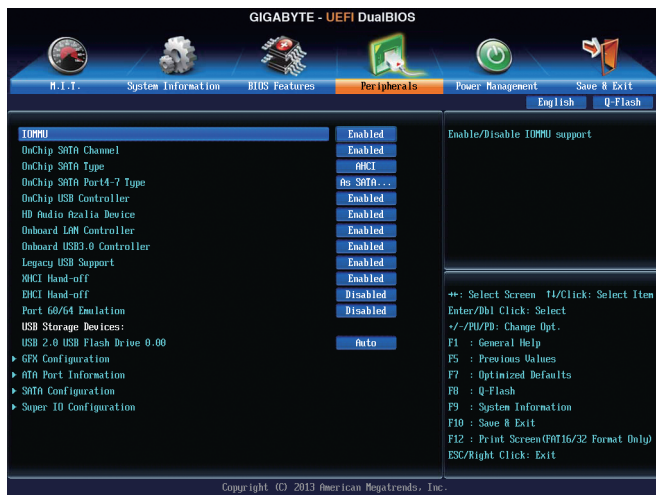 GIGABYTE - UEFI DualBIOS
M.I.T. System Information BIOS Features Peripherals Power Management Save & Exit
English Q-Flash
IOMMU Enabled
OnChip SATA Channel Enabled
OnChip SATA Type AHCI
OnChip SATA Port4-7 Type As SATA...
OnChip USB Controller Enabled
HD Audio Azalia Device Enabled
Onboard LAN Controller Enabled
Onboard USB3.0 Controller Enabled
Legacy USB Support Enabled
XHCI Hand-off Enabled
EHCI Hand-off Disabled
Port 60/64 Emulation Disabled
USB Storage Devices:
USB 2.0 USB Flash Drive 0.00 Auto
GFX Configuration
ATA Port Information
SATA Configuration
Super IO Configuration
Enable/Disable IOMMU support
→←: Select Screen ↑↓/Click: Select Item
Enter/Dbl Click: Select
+/-/PU/PD: Change Opt.
F1 : General Help
F5 : Previous Values
F7 : Optimized Defaults
F8 : Q-Flash
F9 : System Information
F10 : Save & Exit
F12 : Print Screen(FAT16/32 Format Only)
ESC/Right Click: Exit
Copyright (C) 2013 American Megatrends, Inc.